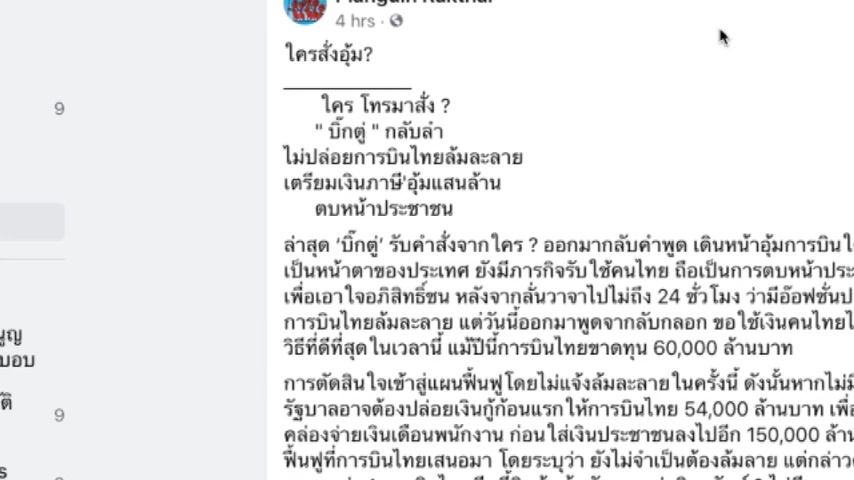 4 hrs ·
ใครสั่งอุ้ม?
ใคร โทรมาสั่ง ?
" บิ๊กตู่ " กลับลำ
ไม่ปล่อยการบินไทยล้มละลาย
เตรียมเงินภาษี'อุ้มแสนล้าน
ตบหน้าประชาชน
ล่าสุด ‘บิ๊กตู่’ รับคำสั่งจากใคร ? ออกมากลับคำพูด เดินหน้าอุ้มการบิน
เป็นหน้าตาของประเทศ ยังมีภารกิจรับใช้คนไทย ถือเป็นการตบหน้า
เพื่อเอาใจอภิสิทธิ์ชน หลังจากลั่นวาจาไปไม่ถึง 24 ชั่วโมง ว่ามีอ๊อฟชั่น
การบินไทยล้มละลาย แต่วันนี้ออกมาพูดจากลับกลอก ขอใช้เงินคนไทย
วิธีที่ดีที่สุดในเวลานี้ แม้ปีนี้การบินไทยขาดทุน 60,000 ล้านบาท
การตัดสินใจเข้าสู่แผนฟื้นฟูโดยไม่แจ้งล้มละลายในครั้งนี้ ดังนั้นหากไม่
รัฐบาลอาจต้องปล่อยเงินกู้ก้อนแรกให้การบินไทย 54,000 ล้านบาท
คล่องจ่ายเงินเดือนพนักงาน ก่อนใส่เงินประชาชนลงไปอีก 150,000
ฟื้นฟูที่การบินไทยเสนอมา โดยระบุว่า ยังไม่จำเป็นต้องล้มลาย แต่กล่าว
9
บอบ
9